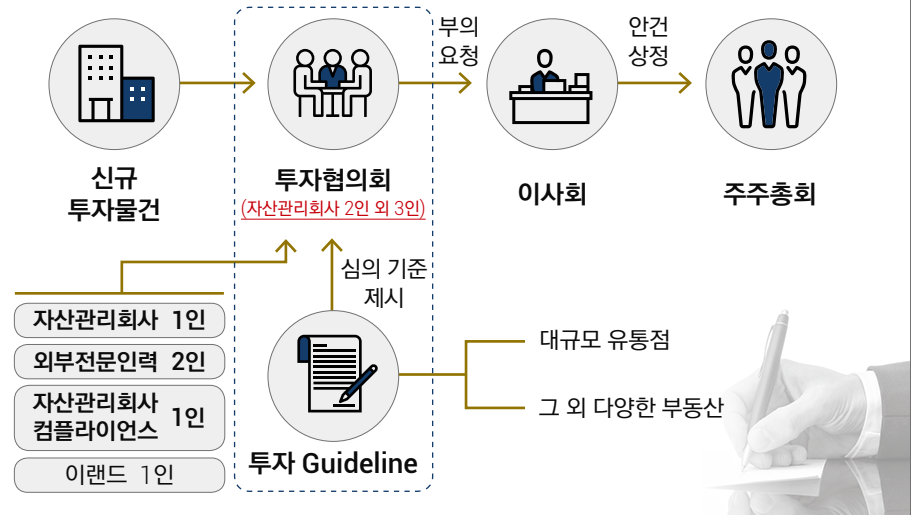 부의
요청
안건
상정
신규
투자물건
투자협의회
(자산관리회사 2인 외 3인)
이사회
주주총회
심의 기준
제시
자산관리회사 1인
외부전문인력 2인
자산관리회사
컴플라이언스 1인
이랜드 1인
대규모 유통점
그 외 다양한 부동산
투자 Guideline